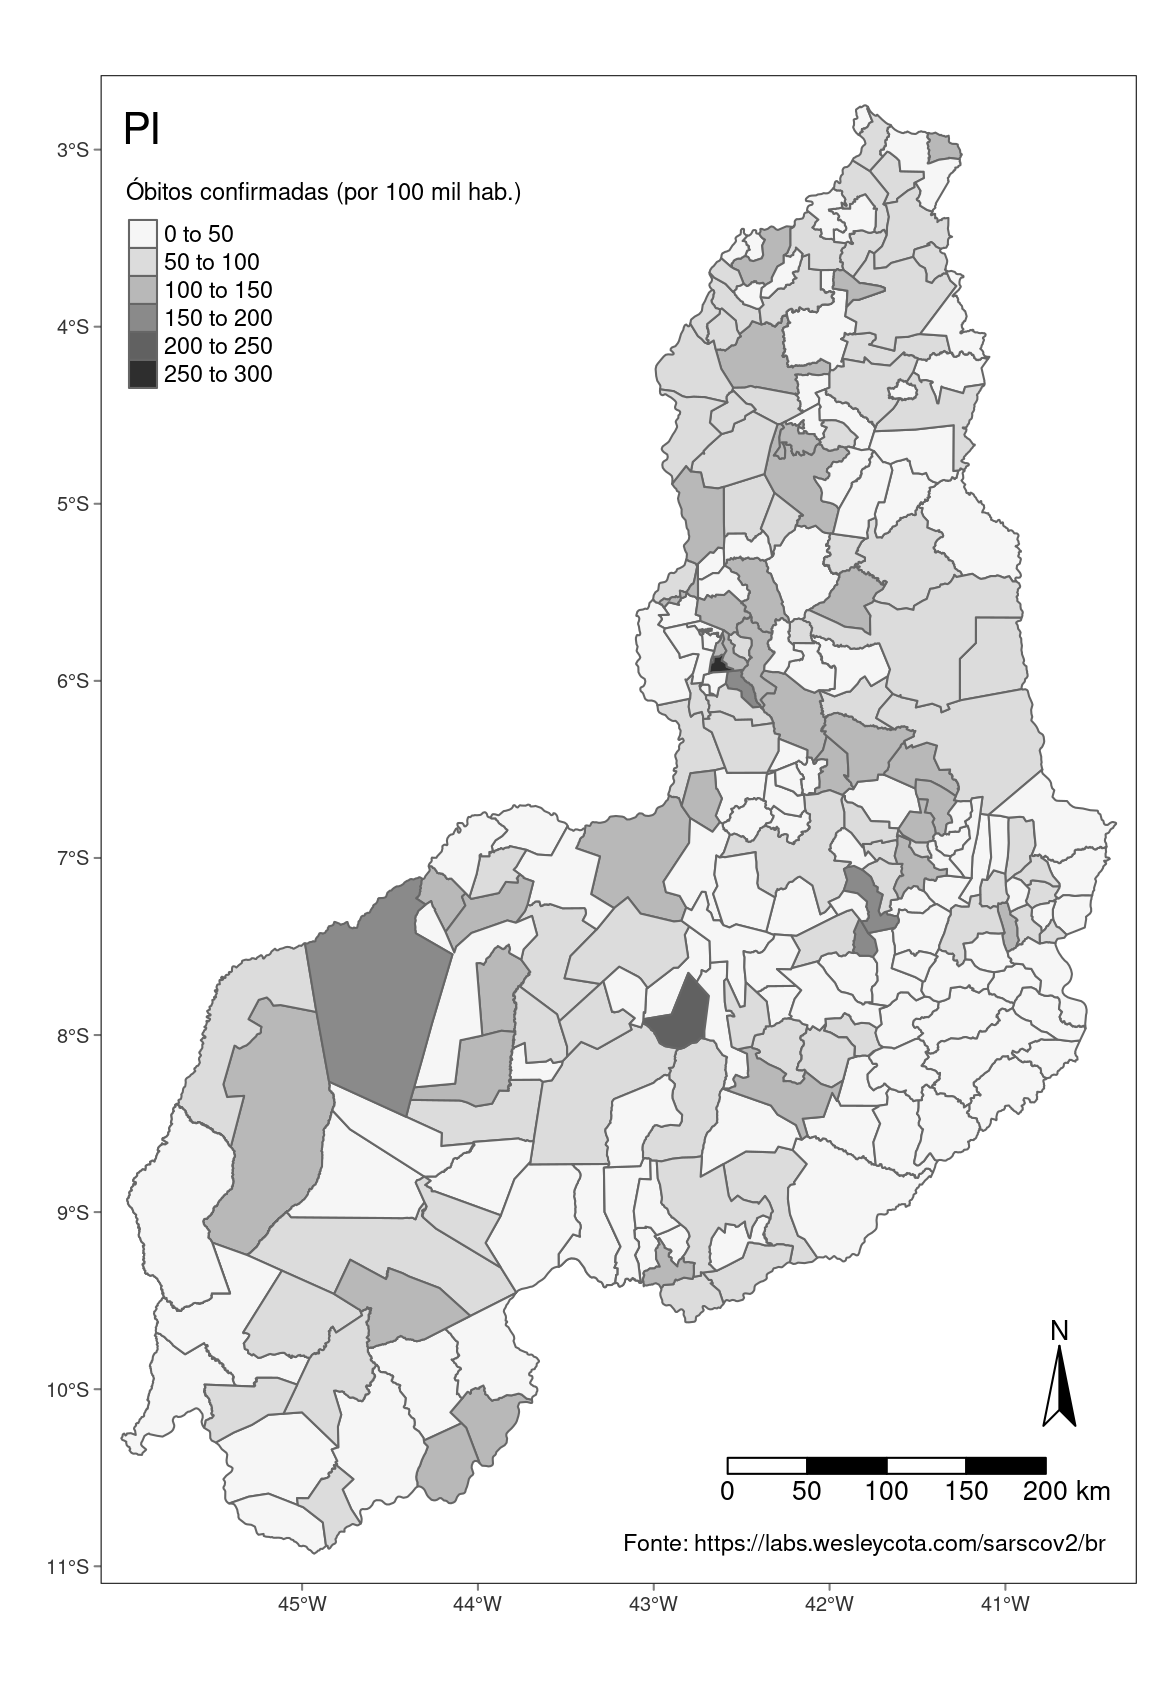 PI
Óbitos confirmadas (por 100 mil hab.)
0 to 50
50 to 100
100 to 150
150 to 200
200 to 250
250 to 300
3°S
4°S
5°S
6°S
7°S
8°S
9°S
10°S
11°S
N
0 50 100 150 200 km
Fonte: https://labs.wesleycota.com/sarscov2/br
45°W 44°W 43°W 42°W 41°W